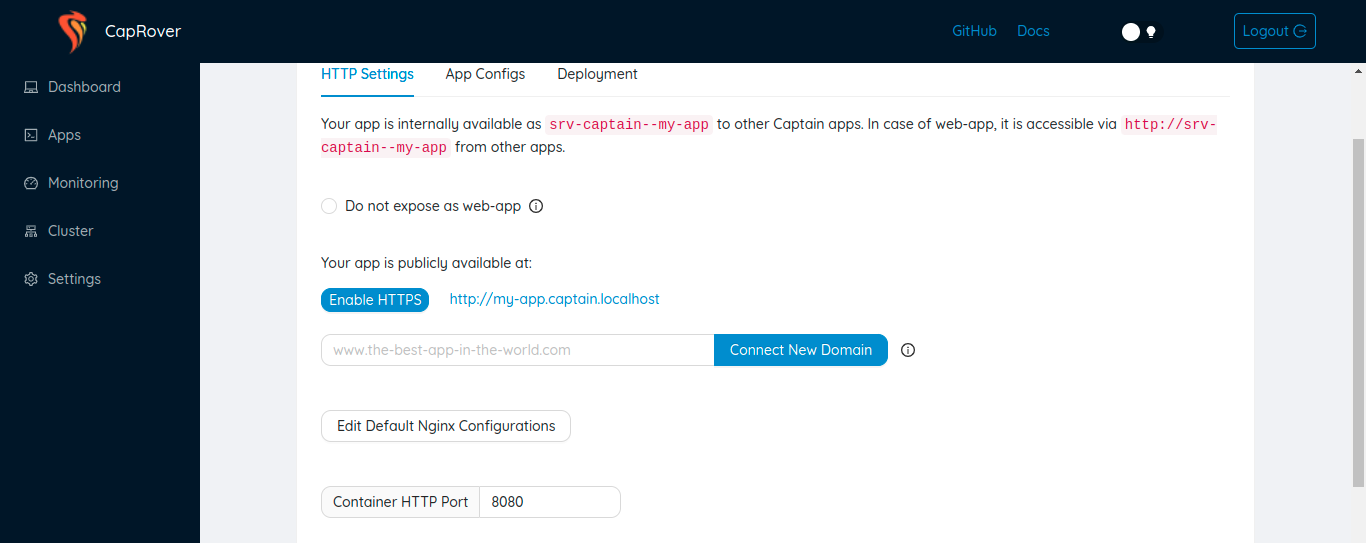 CapRover
GitHub
Docs
Logout
Dashboard
Apps
Monitoring
Cluster
Settings
HTTP Settings
App Configs
Deployment
Your app is internally available as srv-captain--my-app to other Captain apps. In case of web-app, it is accessible via http://srv-
captain--my-app from other apps.
Do not expose as web-app
Your app is publicly available at:
Enable HTTPS
http://my-app.captain.localhost
www.the-best-app-in-the-world.com
Connect New Domain
Edit Default Nginx Configurations
Container HTTP Port
8080